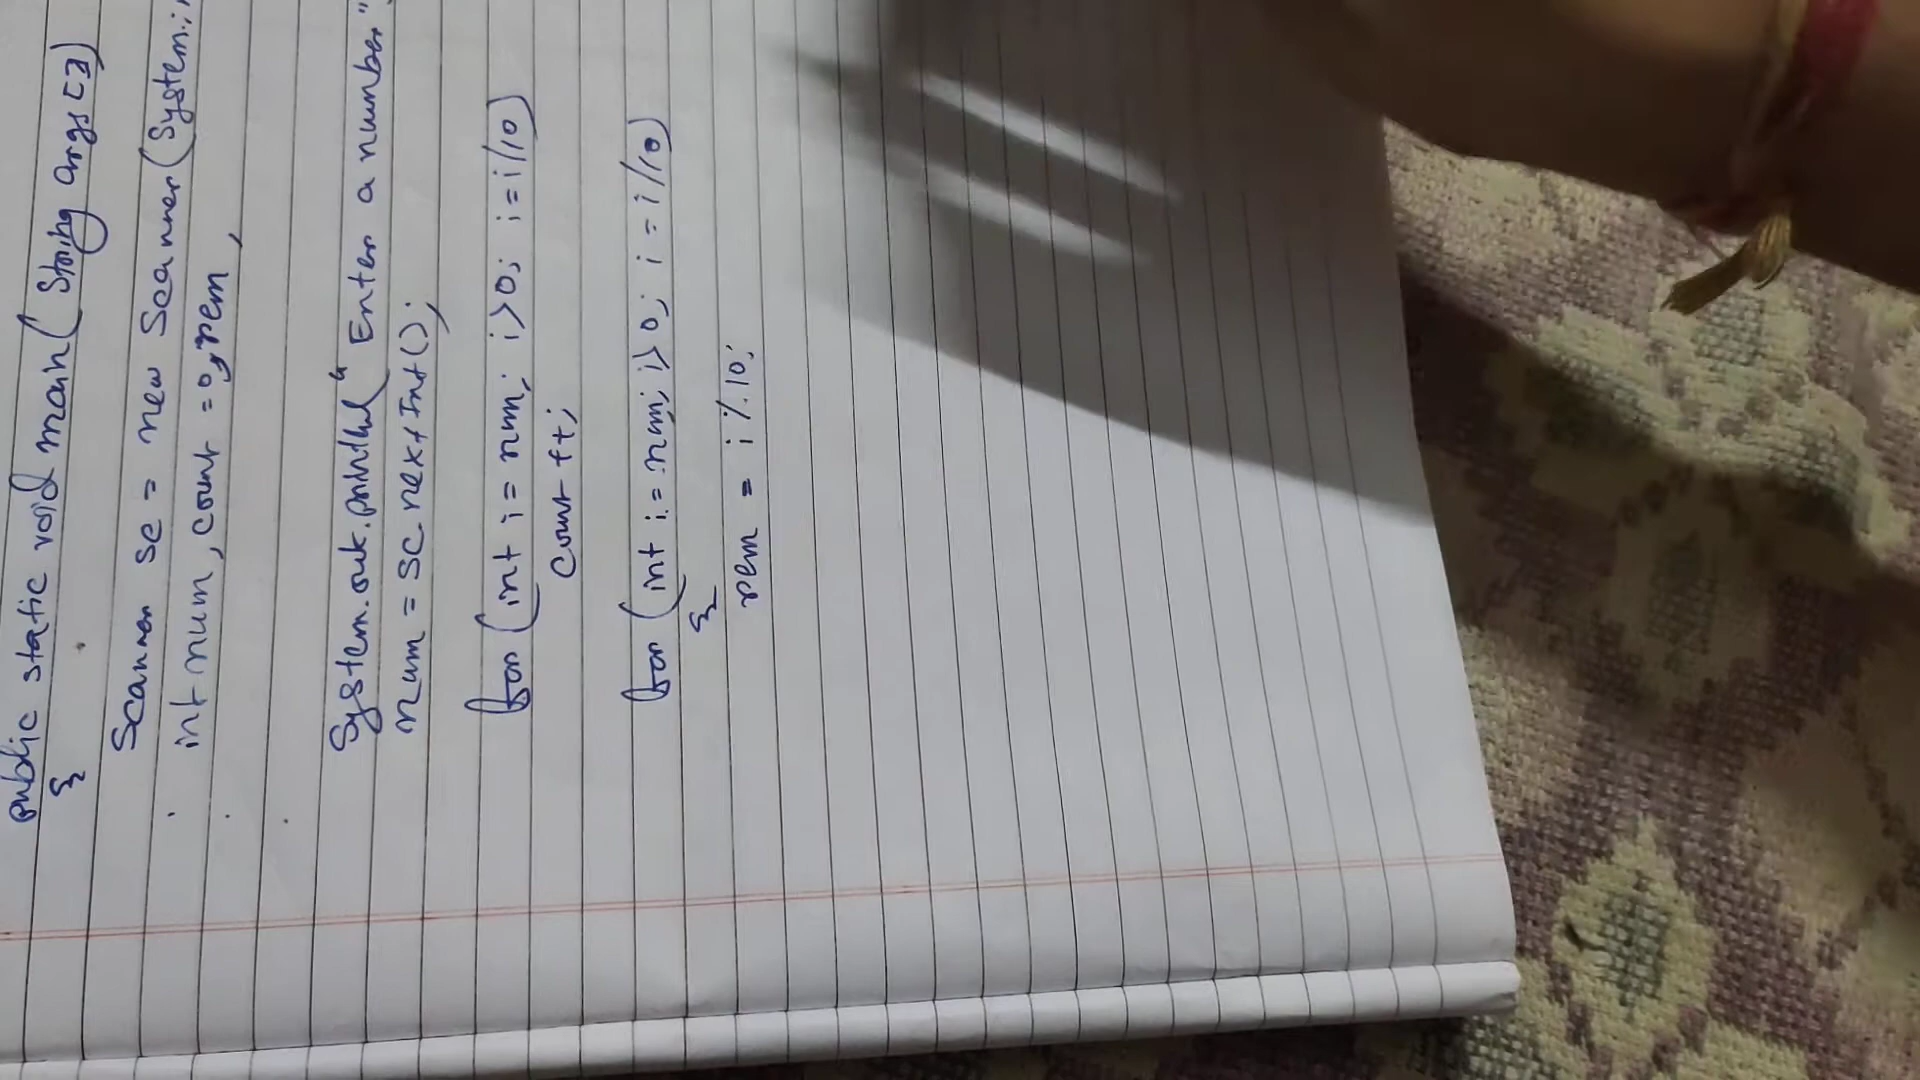 public static void main( String args[])
{
Scanner sc = new Scanner(System.in
int num, count =0, rem,
System.out.println("Enter a number"
num = sc.nextInt();
for (int i = num; i>0; i=i/10)
count++;
for (int i = num; i>0; i=i/10)
{
rem = i%10;